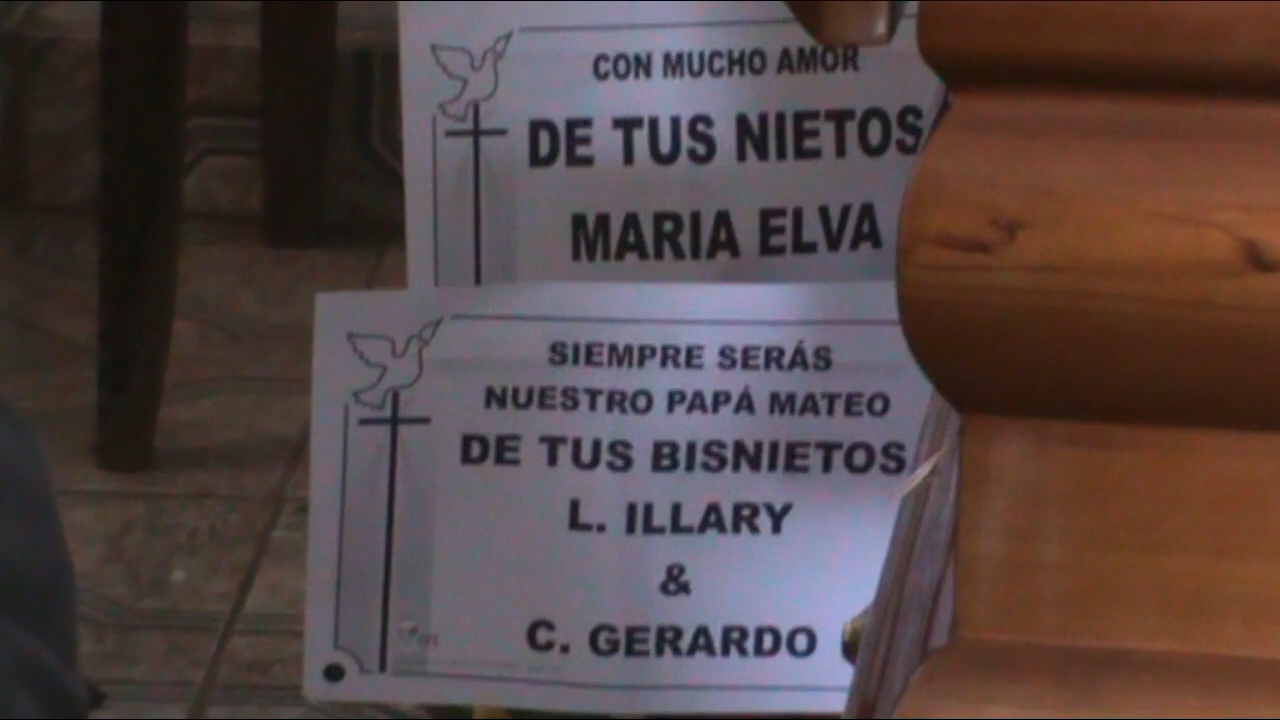 CON MUCHO AMOR
DE TUS NIETOS
MARIA ELVA
SIEMPRE SERÁS
NUESTRO PAPÁ MATEO
DE TUS BISNIETOS
L. ILLARY
&
C. GERARDO